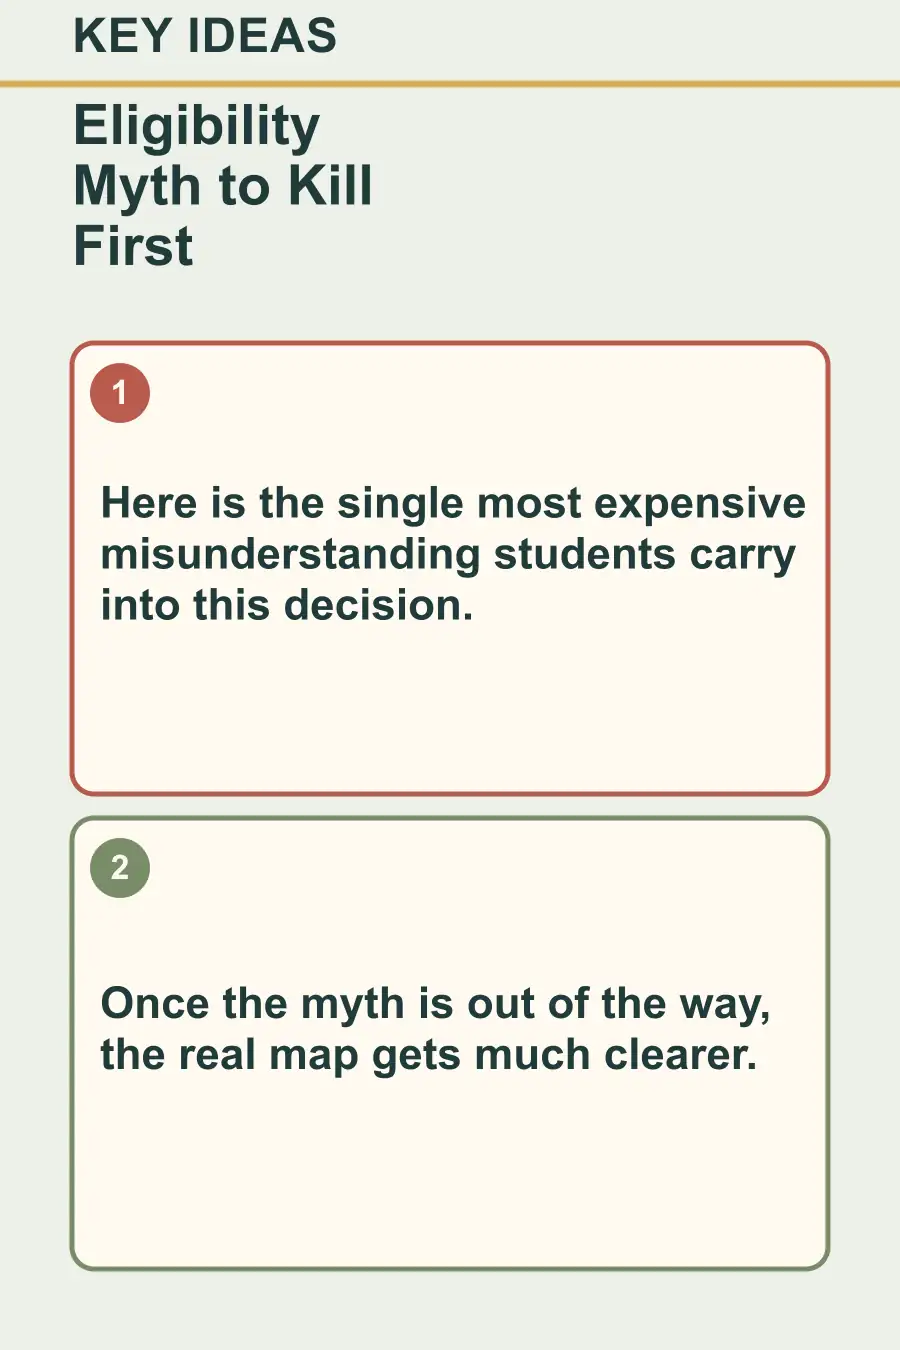 KEY IDEAS
Eligibility
Myth to Kill
First
1
Here is the single most expensive
misunderstanding students carry
into this decision.
2
Once the myth is out of the way,
the real map gets much clearer.